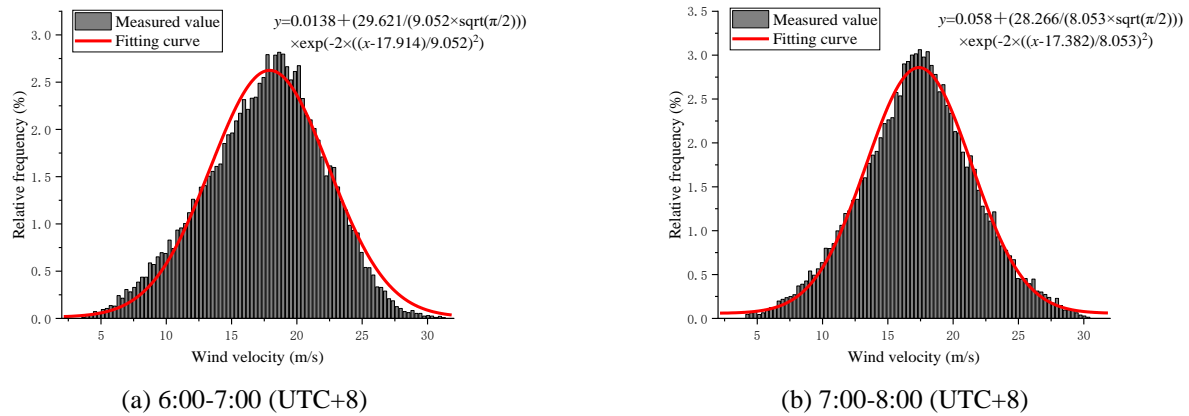 Measured value
Fitting curve
y=0.0138+(29.621/(9.052×sqrt(π/2)))
×exp(-2×((x-17.914)/9.052)²)
3.0
2.5
2.0
1.5
1.0
0.5
0.0
Relative frequency (%)
5 10 15 20 25 30
Wind velocity (m/s)
(a) 6:00-7:00 (UTC+8)
Measured value
Fitting curve
y=0.058+(28.266/(8.053×sqrt(π/2)))
×exp(-2×((x-17.382)/8.053)²)
3.5
3.0
2.5
2.0
1.5
1.0
0.5
0.0
Relative frequency (%)
5 10 15 20 25 30
Wind velocity (m/s)
(b) 7:00-8:00 (UTC+8)